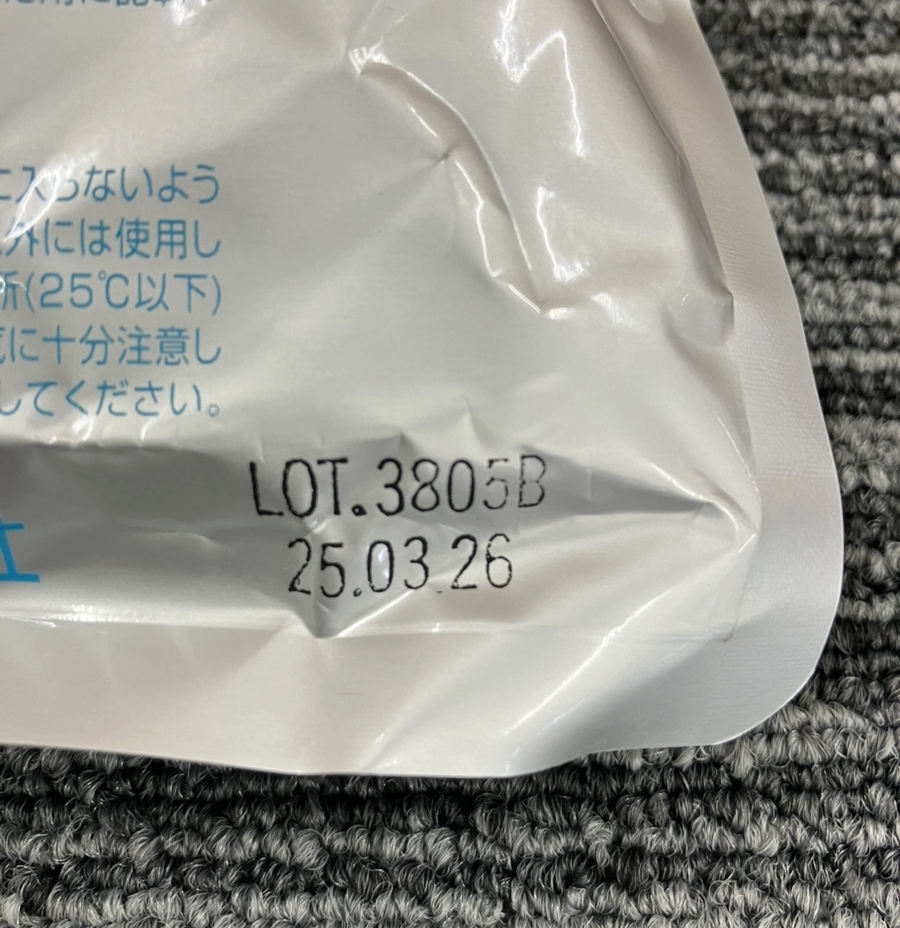 に入らないよう
外には使用し
所(25℃以下)
に十分注意し
してください。
LOT.3805B
25.03.26
社